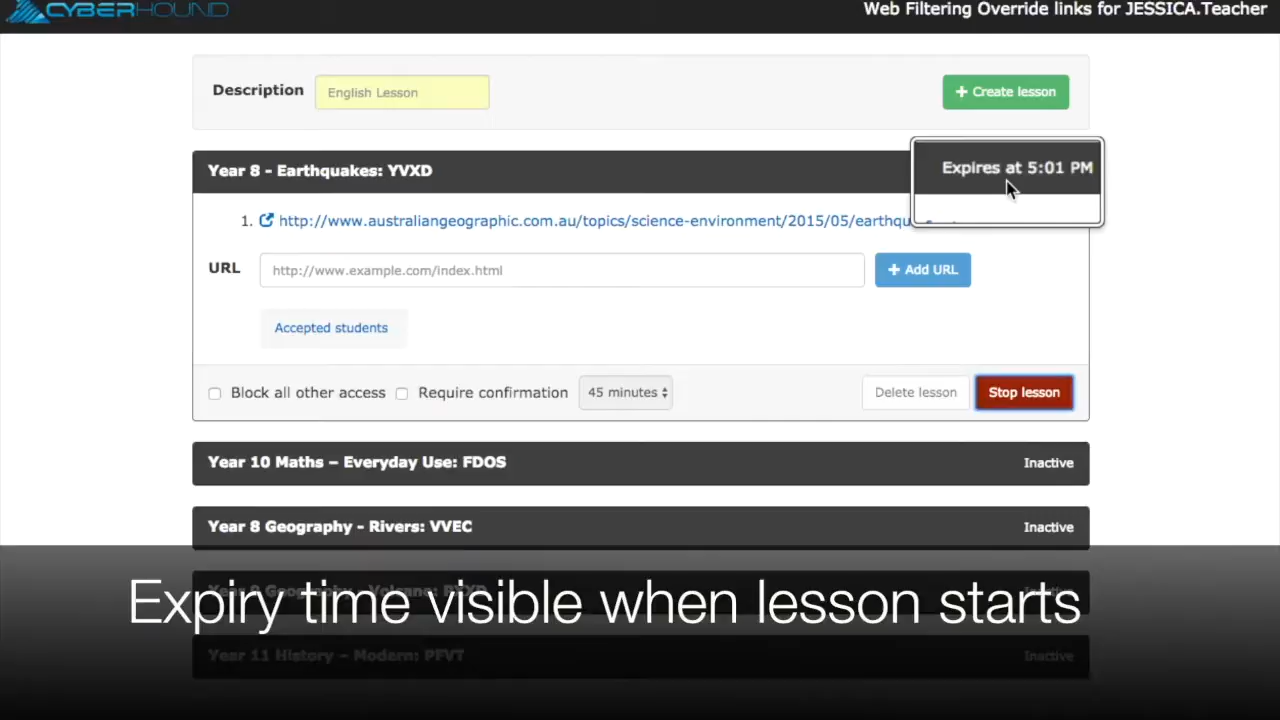 CYBERHOUND
Web Filtering Override links for JESSICA.Teacher
Description
English Lesson
+ Create lesson
Year 8 - Earthquakes: YVXD
Expires at 5:01 PM
1. http://www.australiangeographic.com.au/topics/science-environment/2015/05/earthqu
URL
http://www.example.com/index.html
+ Add URL
Accepted students
Block all other access
Require confirmation
45 minutes
Delete lesson
Stop lesson
Year 10 Maths – Everyday Use: FDOS
Inactive
Year 8 Geography - Rivers: VVEC
Inactive
Expiry time visible when lesson starts
Year 11 History – Modern: PFVT
Inactive